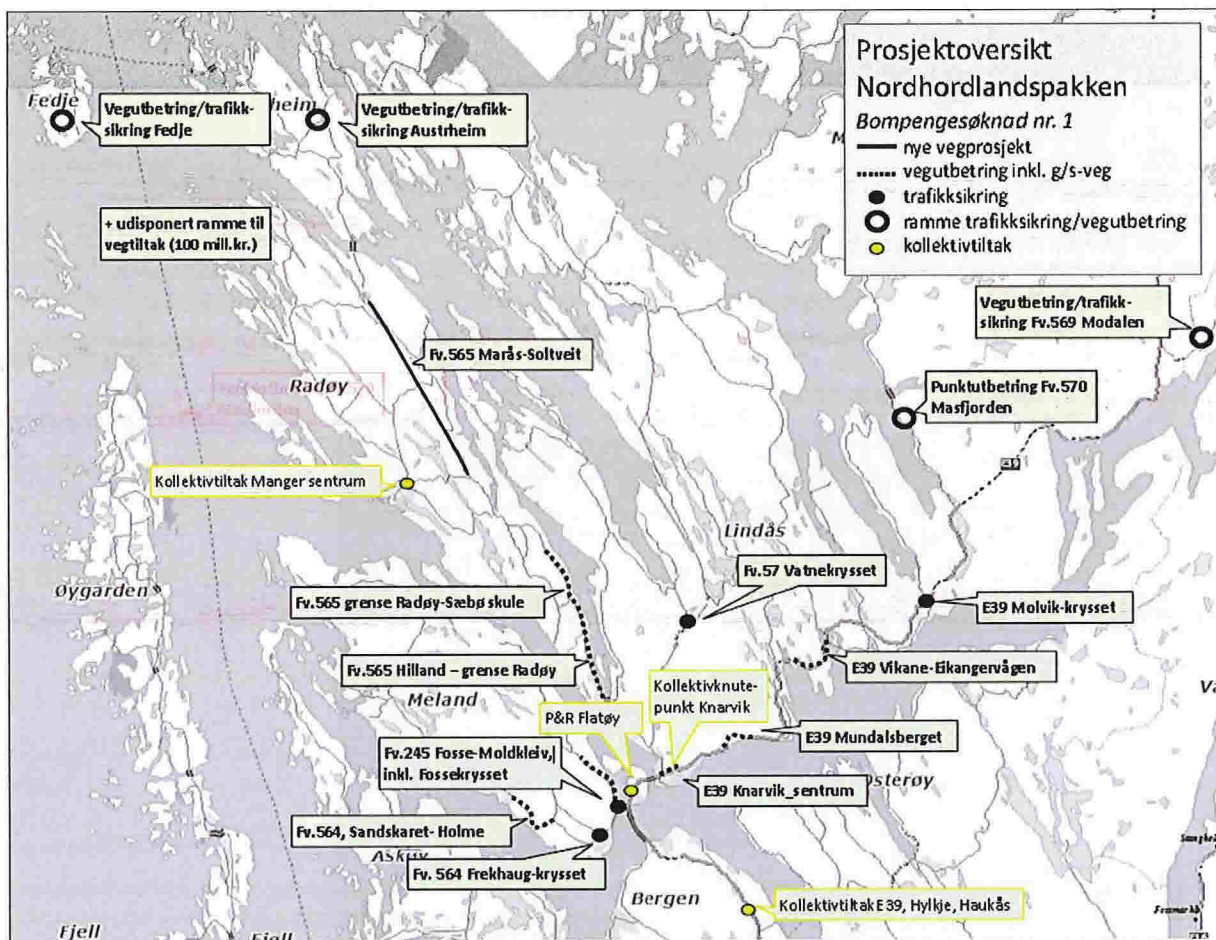 Prosjektoversikt
Nordhordlandspakken
Bompengesøknad nr. 1
nye vegprosjekt
vegutbetring inkl. g/s-veg
trafikksikring
ramme trafikksikring/vegutbetring
kollektivtiltak
Fedje
Vegutbetring/trafikk-
sikring Fedje
heim
Vegutbetring/trafikk-
sikring Austrheim
+ udisponert ramme til
vegtiltak (100 mill.kr.)
Vegutbetring/trafikk-
sikring Fv.569 Modalen
Fv.565 Marås-Soltveit
Radøy
Punktutbetring Fv.570
Masfjorden
Kollektivtiltak Manger sentrum
Lindås
Fv.57 Vatnekrysset
Øygarden
Fv.565 grense Radøy-Sæbø skule
E39 Molvik-krysset
Fv.565 Hilland – grense Radøy
E39 Vikane-Eikangervågen
Meland
Kollektivknute-
punkt Knarvik
P&R Flatøy
E39 Mundalsberget
Fv.245 Fosse-Moldkleiv,
inkl. Fossekrysset
E39 Knarvik_sentrum
osterøy
Fv.564, Sandskaret- Holme
Askøy
Fv. 564 Frekhaug-krysset
Bergen
Kollektivtiltak E39, Hylkje, Haukås
Fjell
Fjell